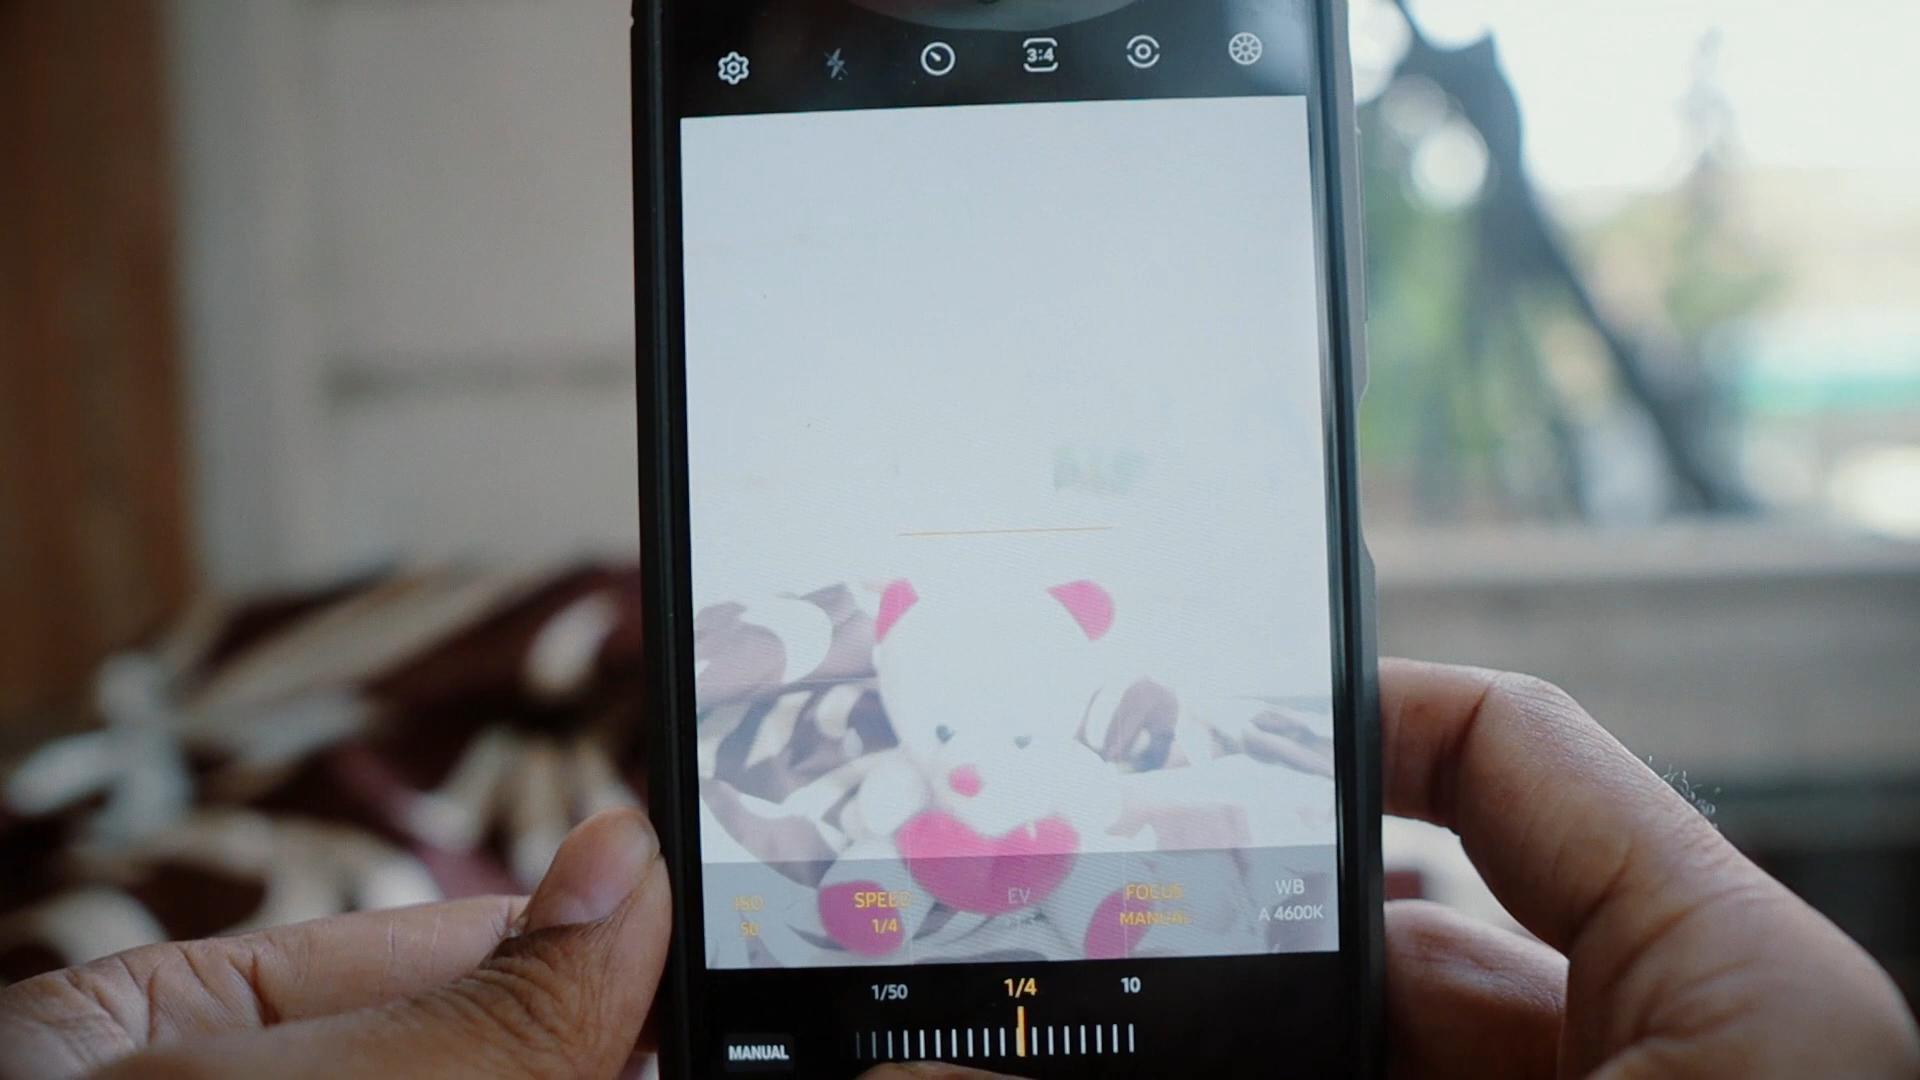 3:4
ISO SPEED EV FOCUS WB
50 1/4 MANUAL A 4600K
1/50 1/4 10
MANUAL